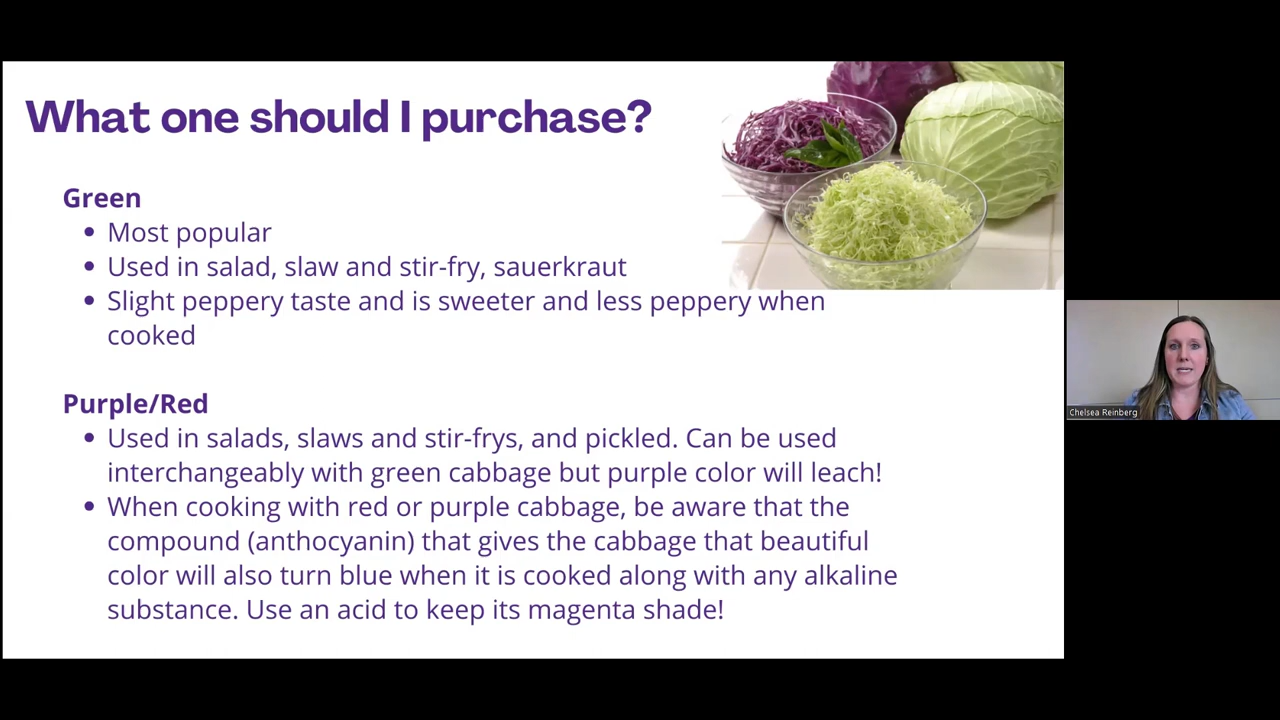 What one should I purchase?
Green
• Most popular
• Used in salad, slaw and stir-fry, sauerkraut
• Slight peppery taste and is sweeter and less peppery when
cooked
Purple/Red
• Used in salads, slaws and stir-frys, and pickled. Can be used
interchangeably with green cabbage but purple color will leach!
• When cooking with red or purple cabbage, be aware that the
compound (anthocyanin) that gives the cabbage that beautiful
color will also turn blue when it is cooked along with any alkaline
substance. Use an acid to keep its magenta shade!
Chelsea Reinberg